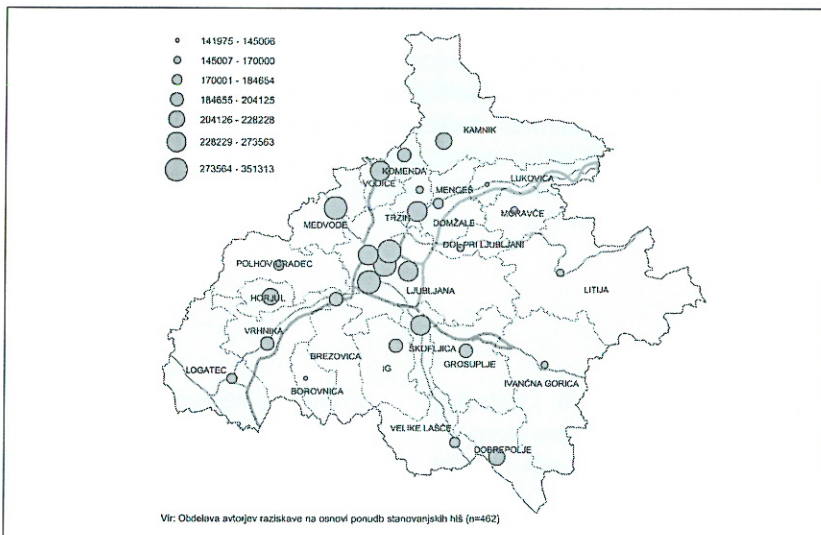 141975 - 145006
145007 - 170000
170001 - 184654
184655 - 204125
204126 - 228228
228229 - 273563
273564 - 351313
KAMNIK
KOMENDA
VODICE
MENGEŠ
LUKOVICA
MEDVODE
TRZIN
DOMŽALE
MORAVČE
DOL PRI LJUBLJANI
POLHOV GRADEC
LJUBLJANA
LITIJA
HORJUL
VRHNIKA
BREZOVICA
ŠKOFLJICA
IG
GROSUPLJE
LOGATEC
BOROVNICA
IVANČNA GORICA
VELIKE LAŠČE
DOBREPOLJE
Vir: Obdelava avtorjev raziskave na osnovi ponudb stanovanjskih hiš (n=462)